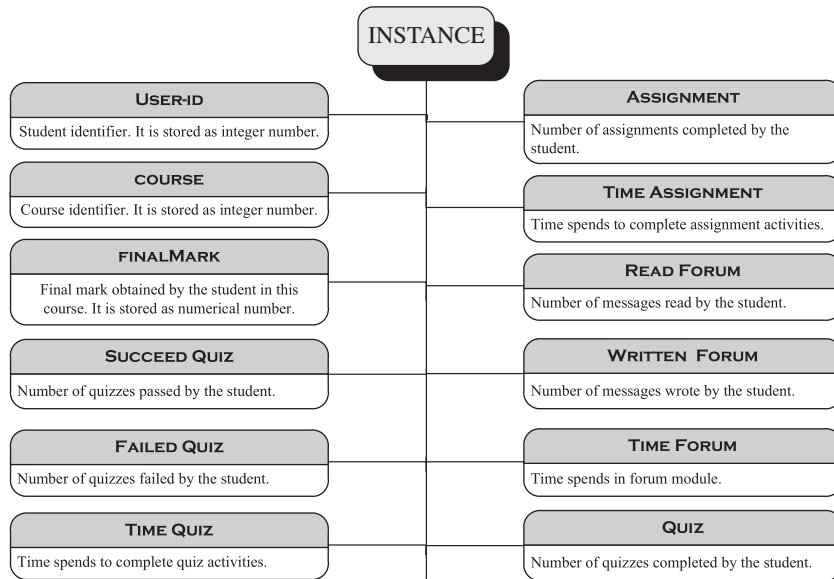 INSTANCE
USER-ID
Student identifier. It is stored as integer number.
COURSE
Course identifier. It is stored as integer number.
FINALMARK
Final mark obtained by the student in this
course. It is stored as numerical number.
SUCCEED QUIZ
Number of quizzes passed by the student.
FAILED QUIZ
Number of quizzes failed by the student.
TIME QUIZ
Time spends to complete quiz activities.
ASSIGNMENT
Number of assignments completed by the
student.
TIME ASSIGNMENT
Time spends to complete assignment activities.
READ FORUM
Number of messages read by the student.
WRITTEN FORUM
Number of messages wrote by the student.
TIME FORUM
Time spends in forum module.
QUIZ
Number of quizzes completed by the student.